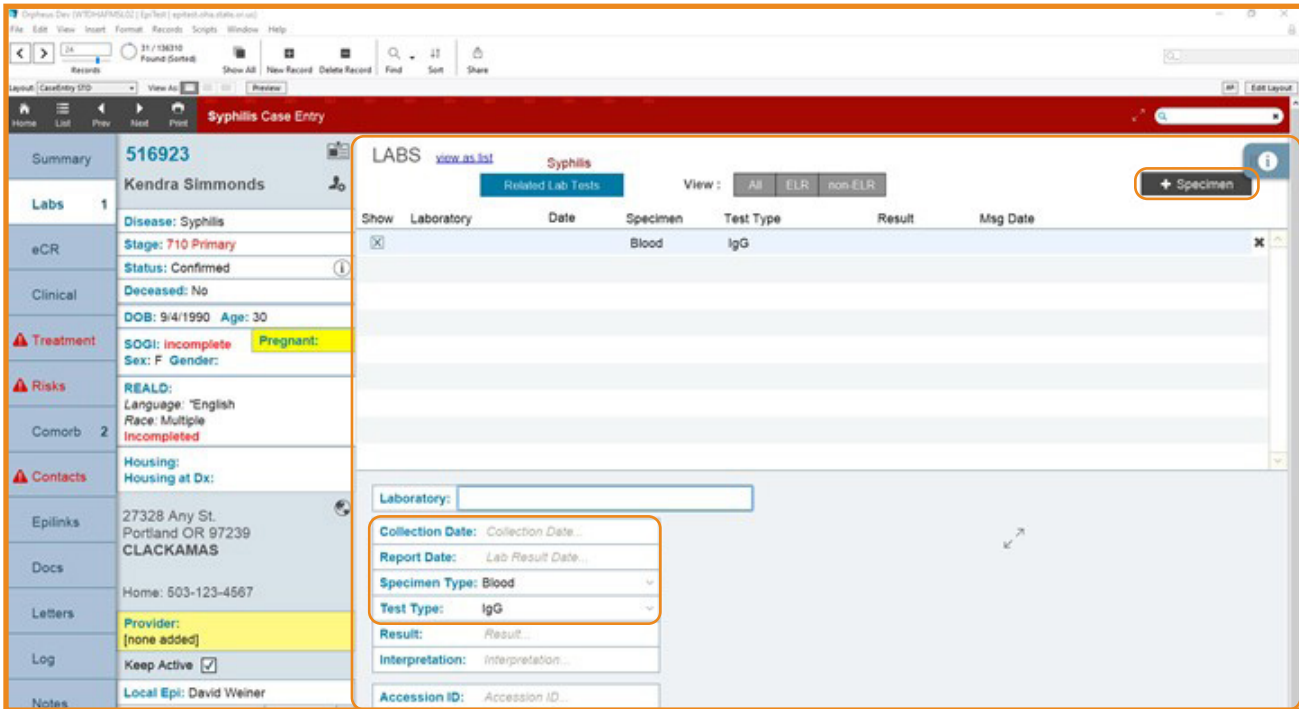 Orpheus Dev (WTDHAFMSL02 | EpiTest | epitest.oha.state.or.us)
File Edit View Insert Format Records Scripts Window Help
24
31 / 136310
Found (Sorted)
Records
Show All New Record Delete Record Find Sort Share
Layout: CaseEntry STD View As: Preview Edit Layout
Home List Prev Next Print Syphilis Case Entry
Summary
Labs 1
eCR
Clinical
Treatment
Risks
Comorb 2
Contacts
Epilinks
Docs
Letters
Log
Notes
516923
Kendra Simmonds
Disease: Syphilis
Stage: 710 Primary
Status: Confirmed
Deceased: No
DOB: 9/4/1990 Age: 30
SOGI: incomplete Pregnant:
Sex: F Gender:
REALD:
Language: "English
Race: Multiple
Incompleted
Housing:
Housing at Dx:
27328 Any St.
Portland OR 97239
CLACKAMAS
Home: 503-123-4567
Provider:
[none added]
Keep Active
Local Epi: David Weiner
LABS view as list Syphilis
Related Lab Tests View : All ELR non-ELR + Specimen
Show Laboratory Date Specimen Test Type Result Msg Date
X Blood IgG
Laboratory:
Collection Date: Collection Date...
Report Date: Lab Result Date...
Specimen Type: Blood
Test Type: IgG
Result: Result...
Interpretation: Interpretation...
Accession ID: Accession ID...